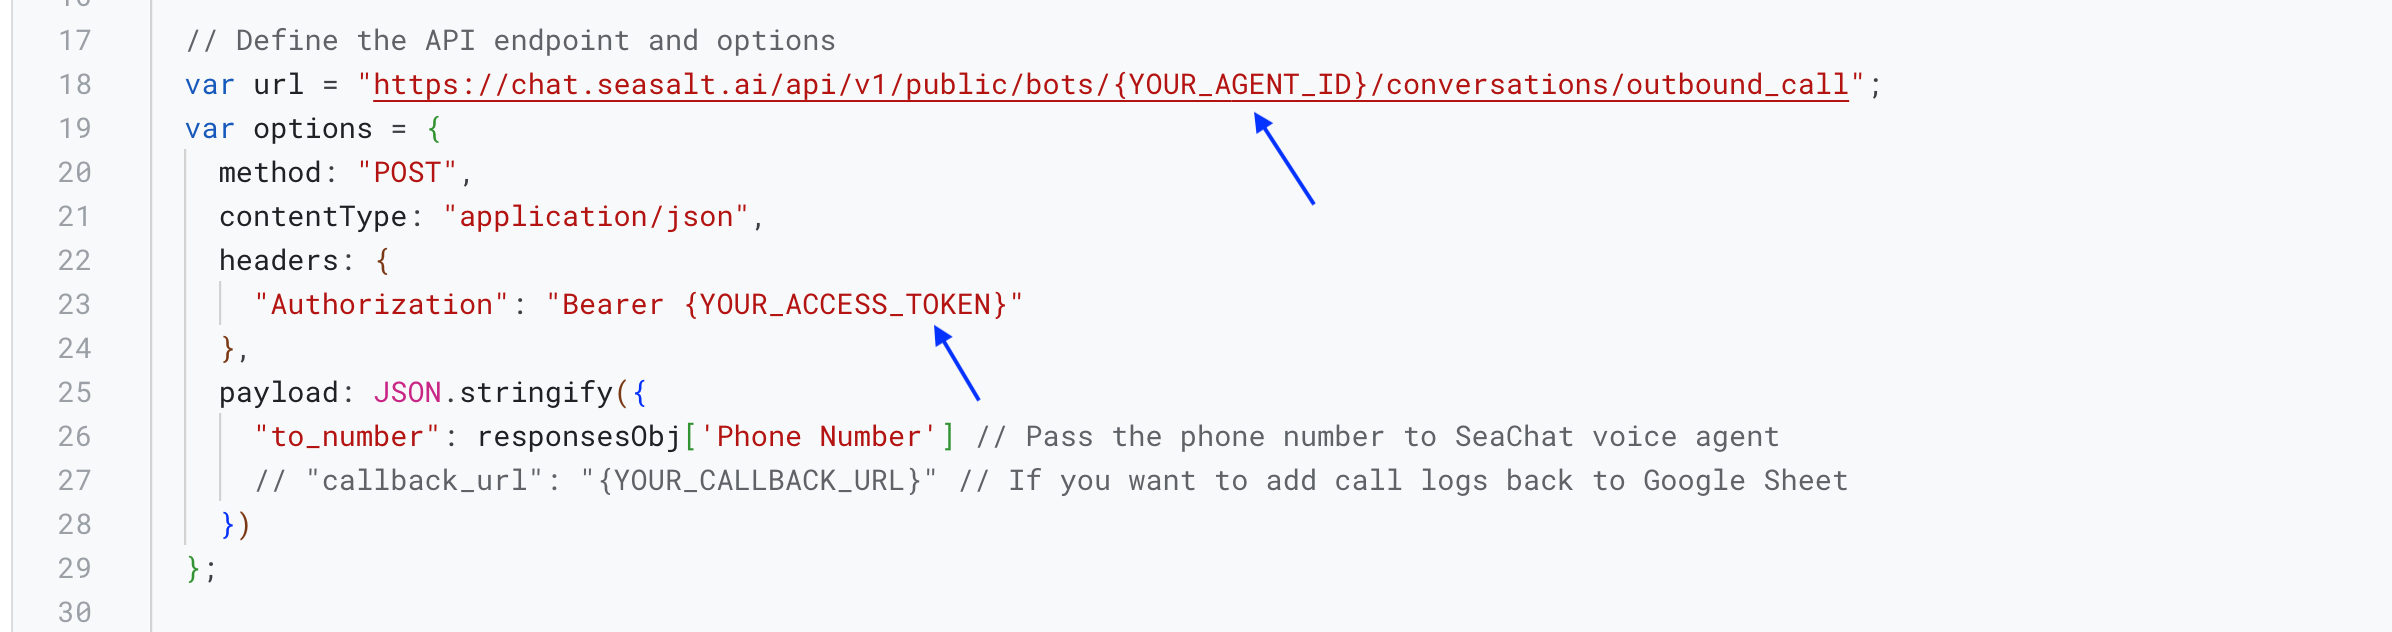 17 // Define the API endpoint and options
18 var url = "https://chat.seasalt.ai/api/v1/public/bots/{YOUR_AGENT_ID}/conversations/outbound_call";
19 var options = {
20 method: "POST",
21 contentType: "application/json",
22 headers: {
23 "Authorization": "Bearer {YOUR_ACCESS_TOKEN}"
24 },
25 payload: JSON.stringify({
26 "to_number": responsesObj['Phone Number'] // Pass the phone number to SeaChat voice agent
27 // "callback_url": "{YOUR_CALLBACK_URL}" // If you want to add call logs back to Google Sheet
28 })
29 };
30